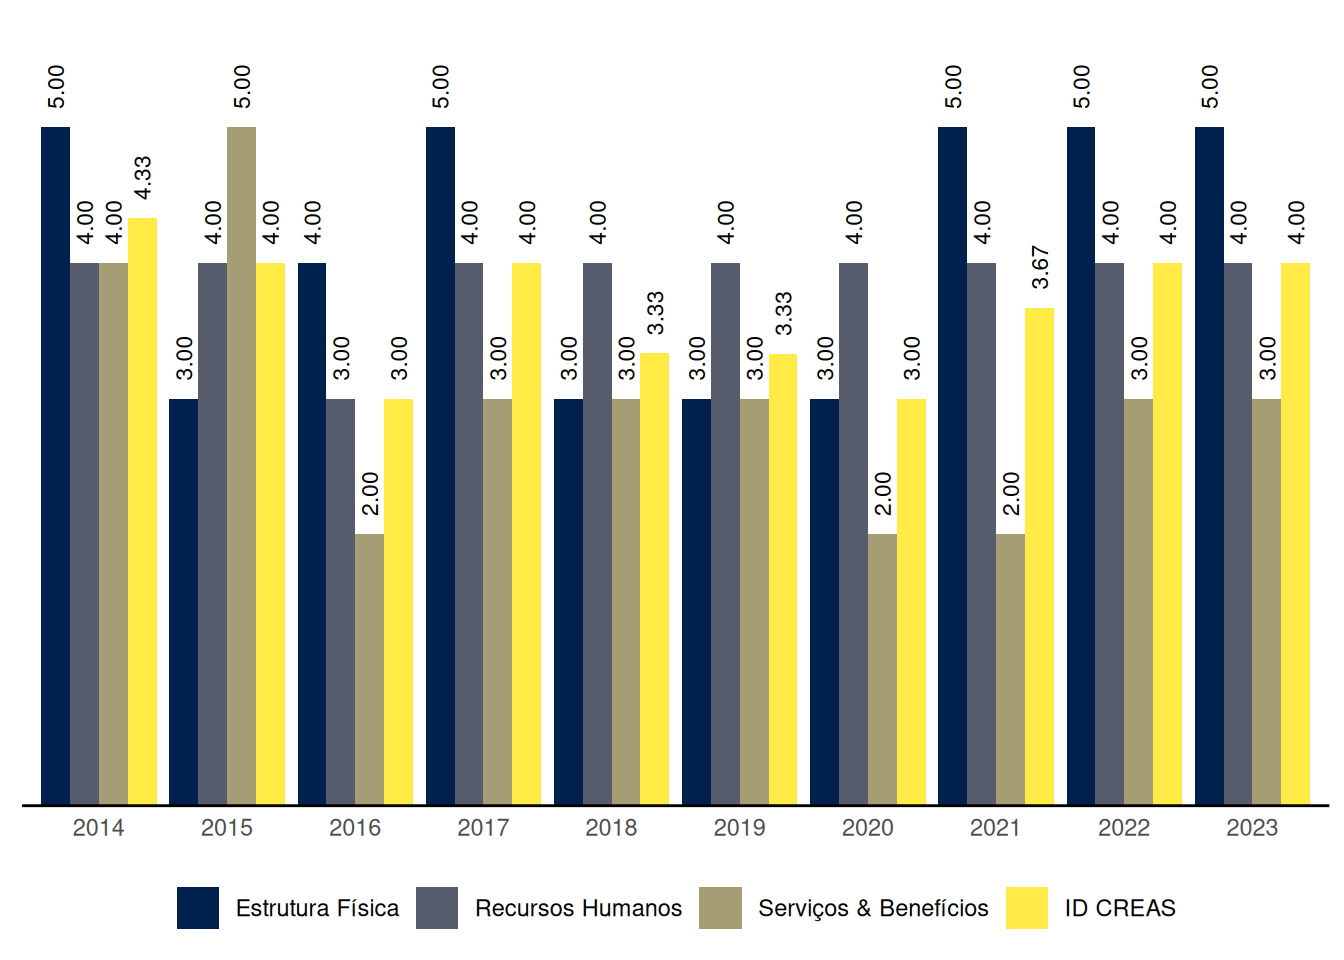 5.00 4.00 4.00 4.33 3.00 4.00 5.00 4.00 4.00 3.00 2.00 3.00 5.00 4.00 3.00 4.00 3.00 4.00 3.00 3.33 3.00 4.00 3.00 3.33 3.00 4.00 2.00 3.00 5.00 4.00 2.00 3.67 5.00 4.00 3.00 4.00 5.00 4.00 3.00 4.00
2014 2015 2016 2017 2018 2019 2020 2021 2022 2023
Estrutura Física Recursos Humanos Serviços & Benefícios ID CREAS